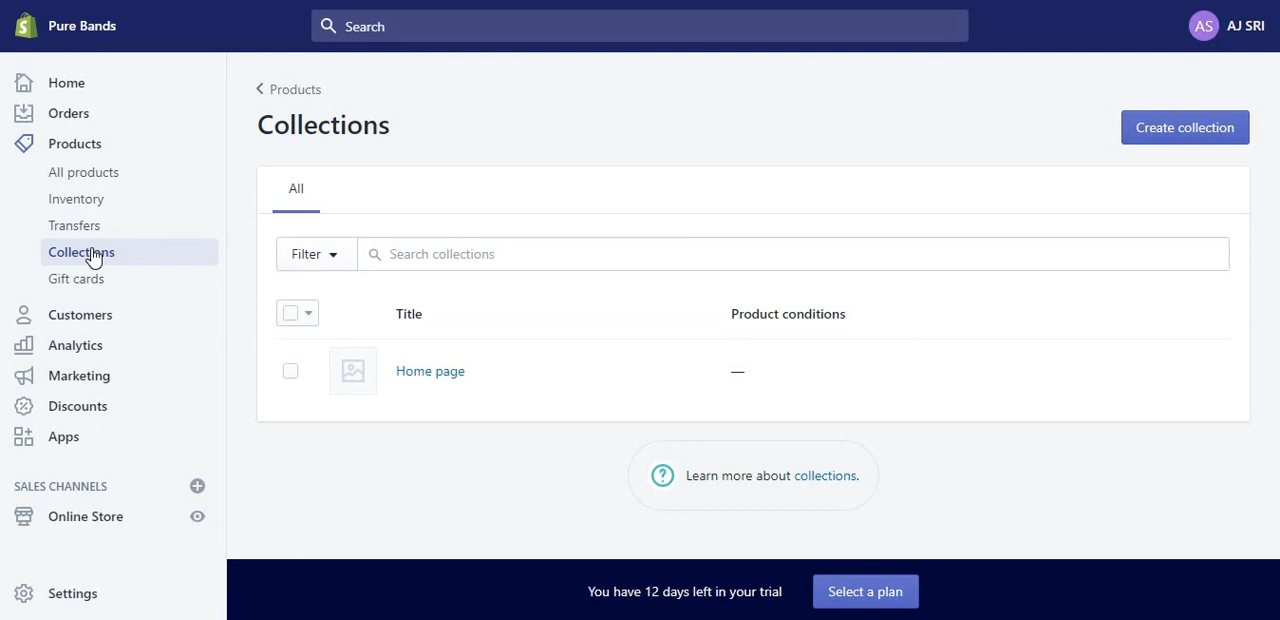 Pure Bands
Search
AS
AJ SRI
Home
Orders
Products
All products
Inventory
Transfers
Collections
Gift cards
Customers
Analytics
Marketing
Discounts
Apps
SALES CHANNELS
Online Store
Settings
Products
Collections
Create collection
All
Filter
Search collections
Title
Product conditions
Home page
—
Learn more about collections.
You have 12 days left in your trial
Select a plan